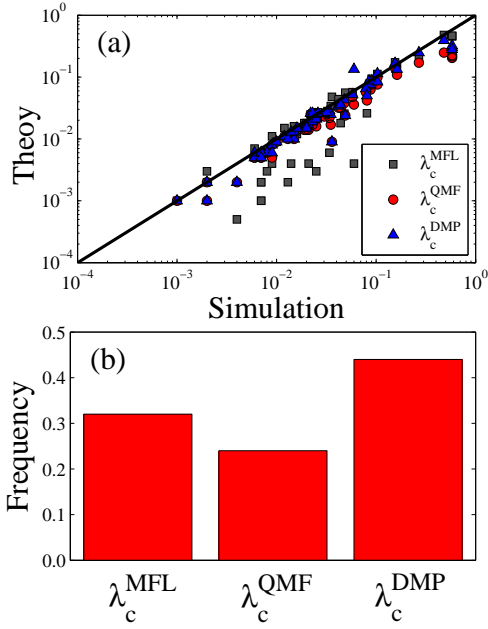 (a)
Theoy
10^0
10^-1
10^-2
10^-3
10^-4
λ_c^MFL
λ_c^QMF
λ_c^DMP
10^-4 10^-3 10^-2 10^-1 10^0
Simulation
(b)
Frequency
0.5
0.4
0.3
0.2
0.1
0.0
λ_c^MFL λ_c^QMF λ_c^DMP